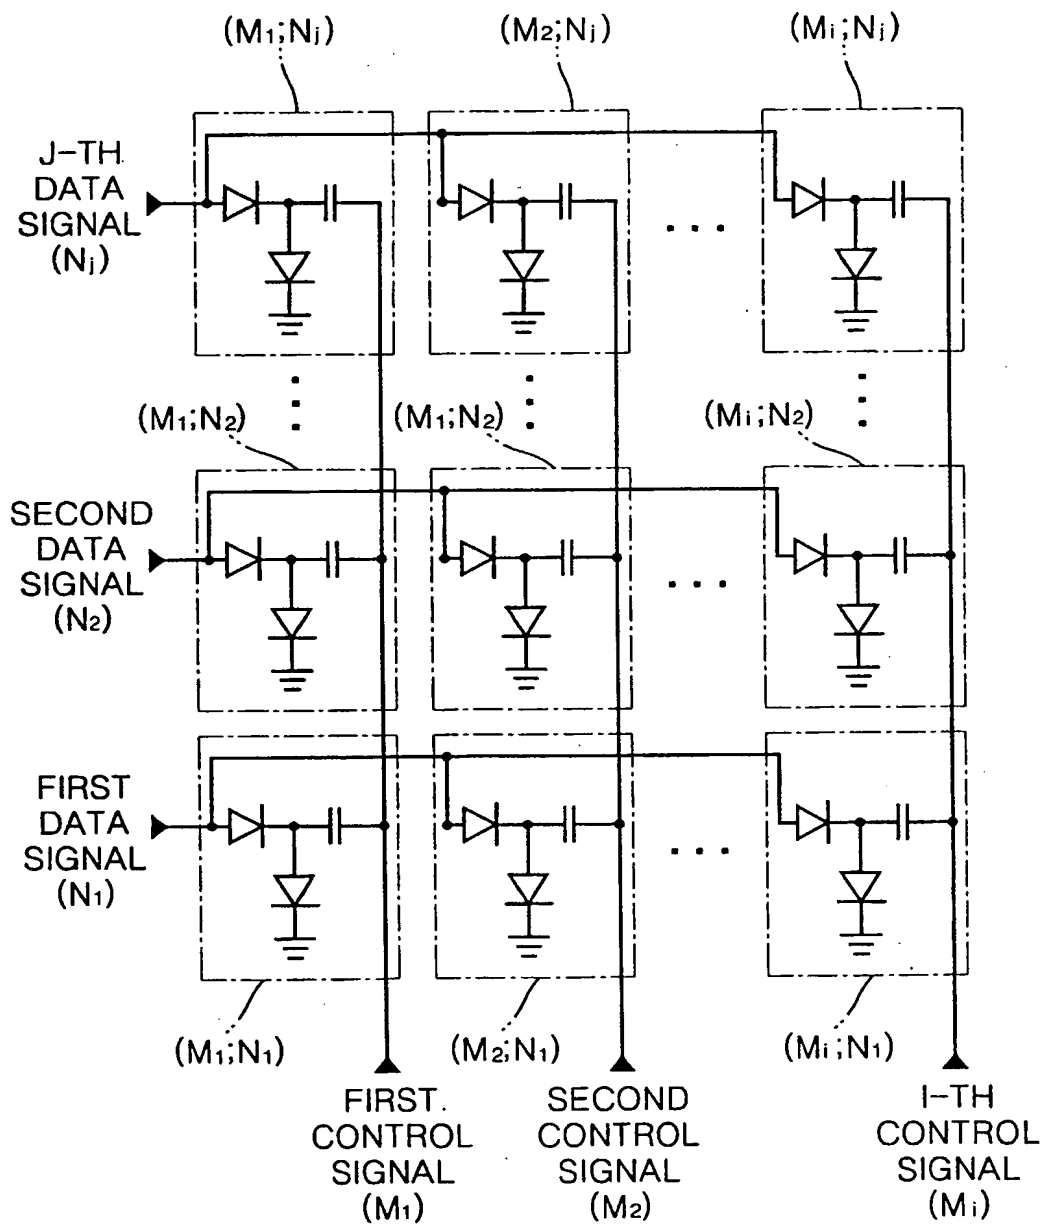 (M1;Nj)
(M2;Nj)
(Mi;Nj)
J-TH
DATA
SIGNAL
(Nj)
(M1;N2)
(M1;N2)
(Mi;N2)
SECOND
DATA
SIGNAL
(N2)
FIRST
DATA
SIGNAL
(N1)
(M1;N1)
(M2;N1)
(Mi;N1)
FIRST.
CONTROL
SIGNAL
(M1)
SECOND
CONTROL
SIGNAL
(M2)
I-TH
CONTROL
SIGNAL
(Mi)